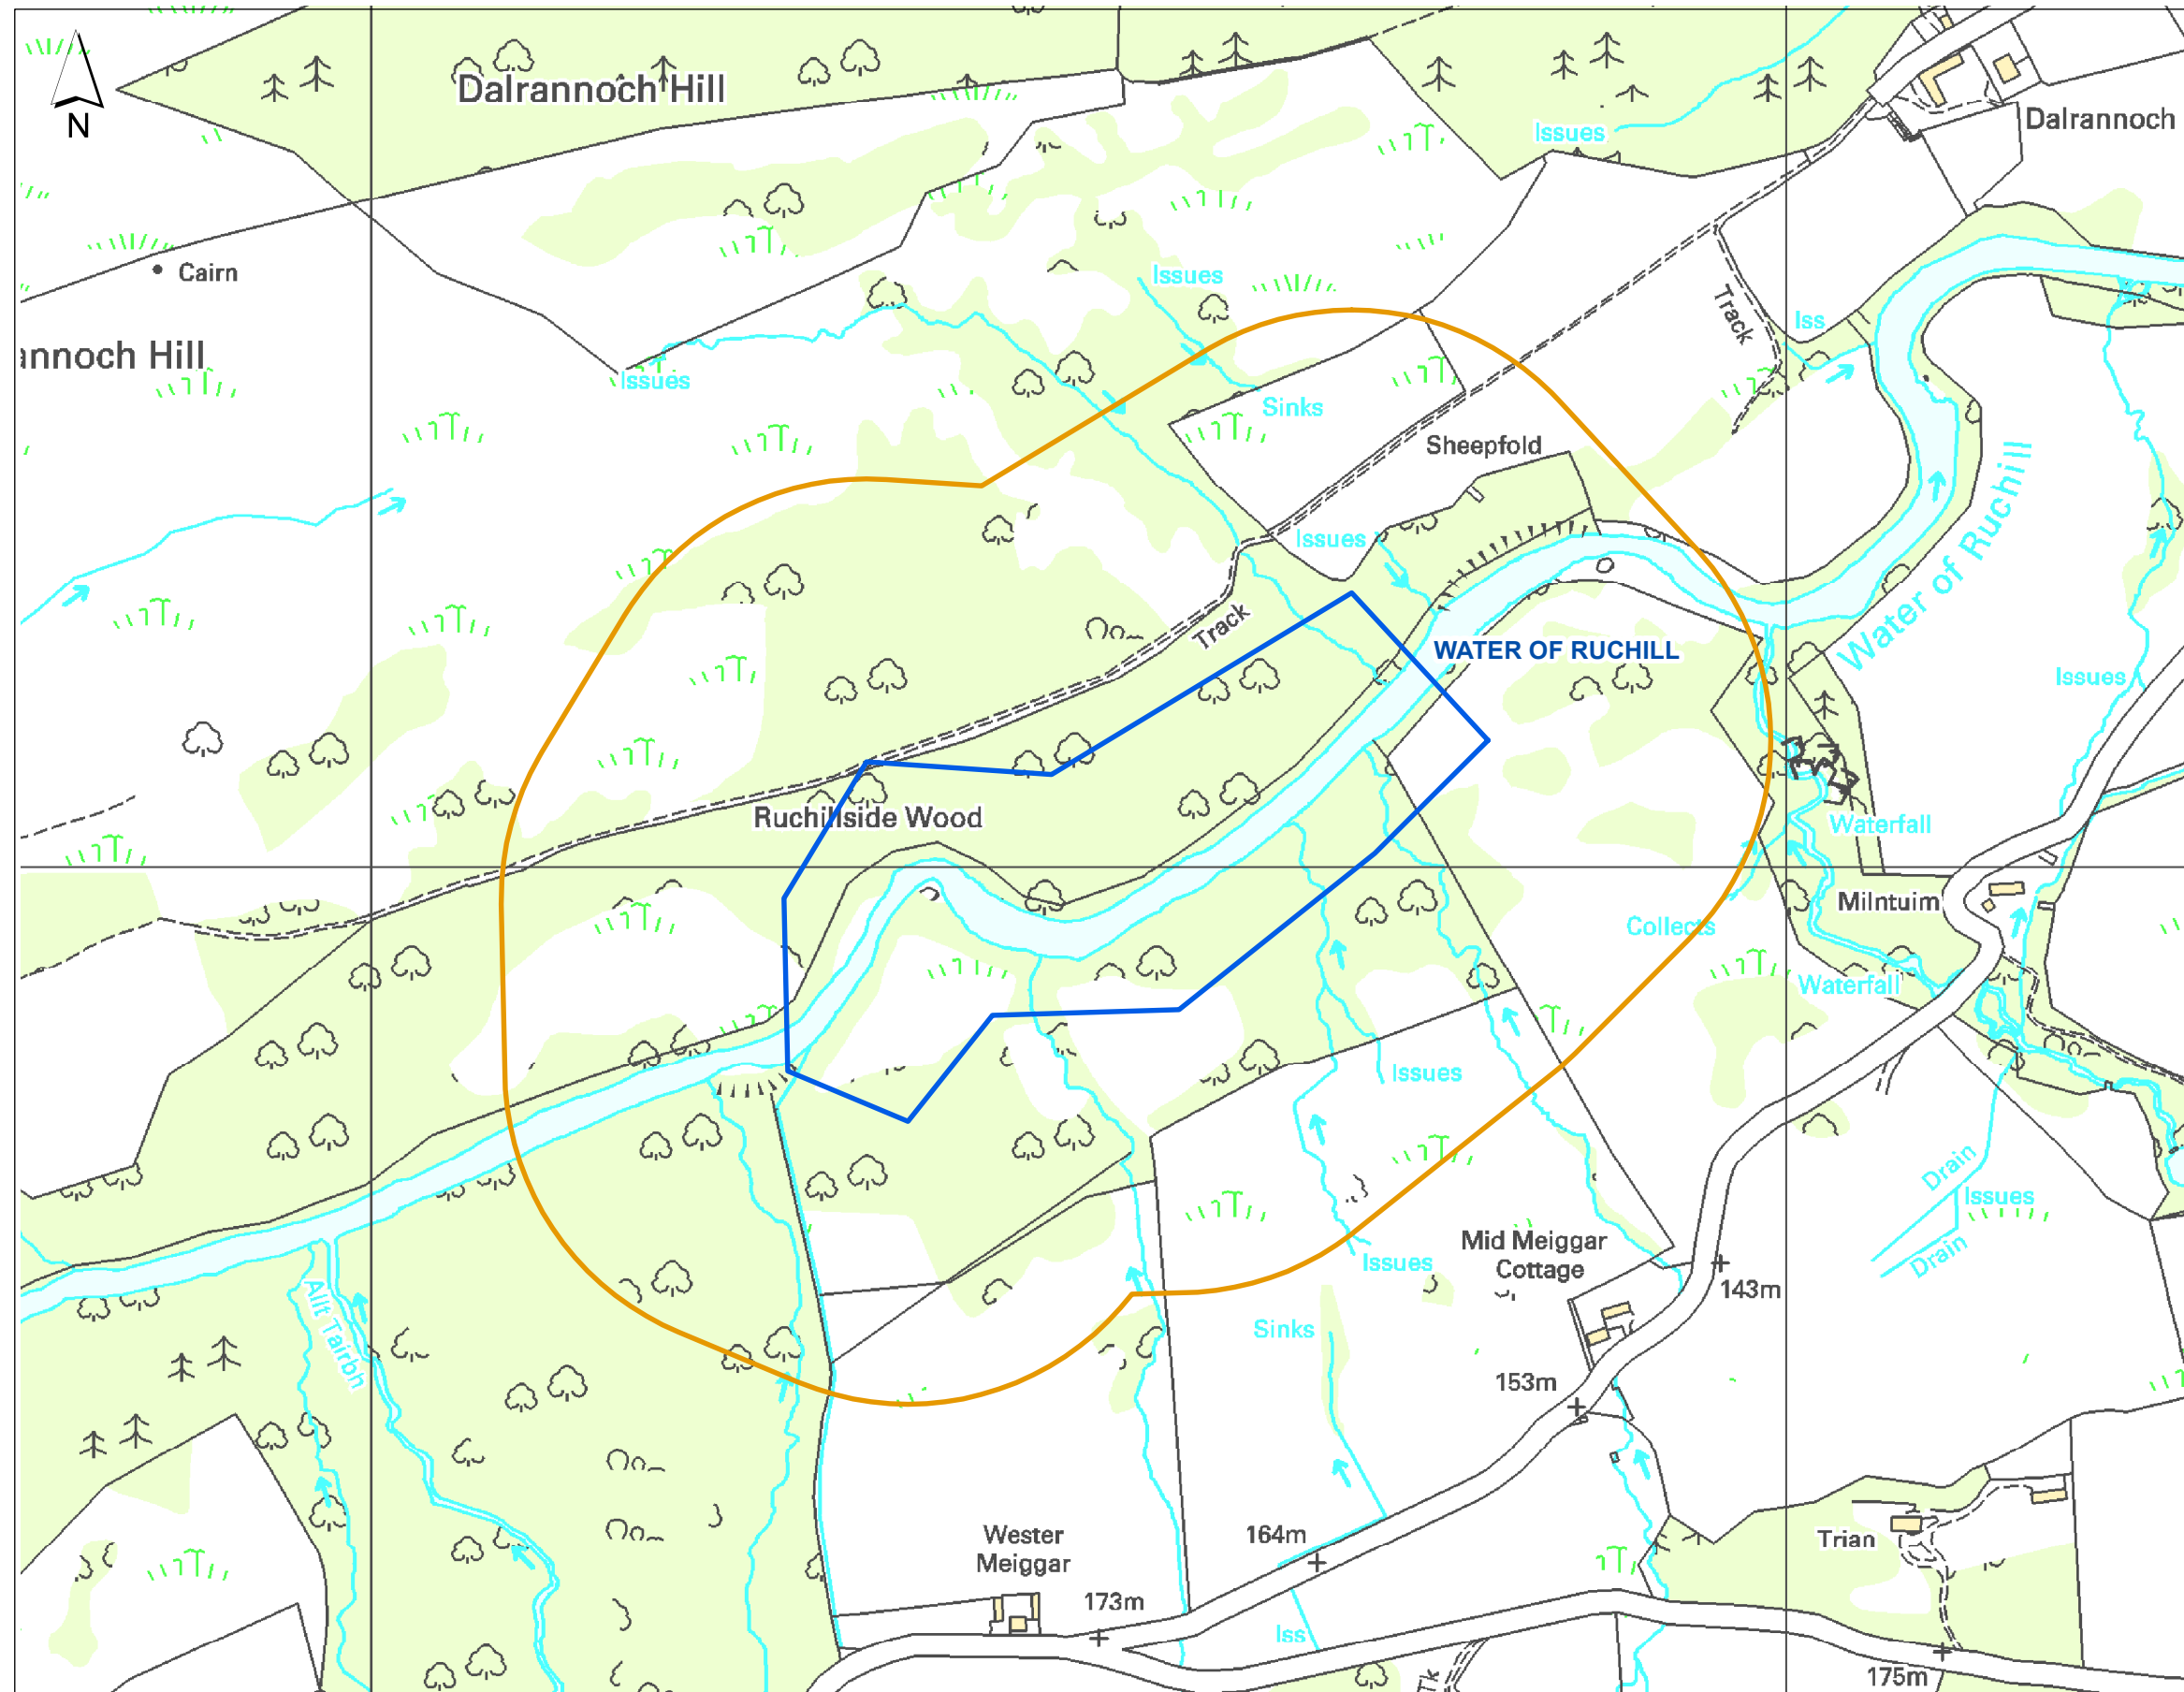 Dalrannoch Hill
N
Issues
Dalrannoch
Cairn
Issues
Track
Iss
annoch Hill
Issues
Sinks
Sheepfold
Issues
Water of Ruchill
Track
WATER OF RUCHILL
Issues
Ruchillside Wood
Waterfall
Milntuim
Collects
Waterfall
Issues
Drain
Issues
Drain
Mid Meiggar
Cottage
Issues
143m
Allt Tairbh
Sinks
153m
Wester
Meiggar
164m
Trian
173m
Iss
Tk
175m